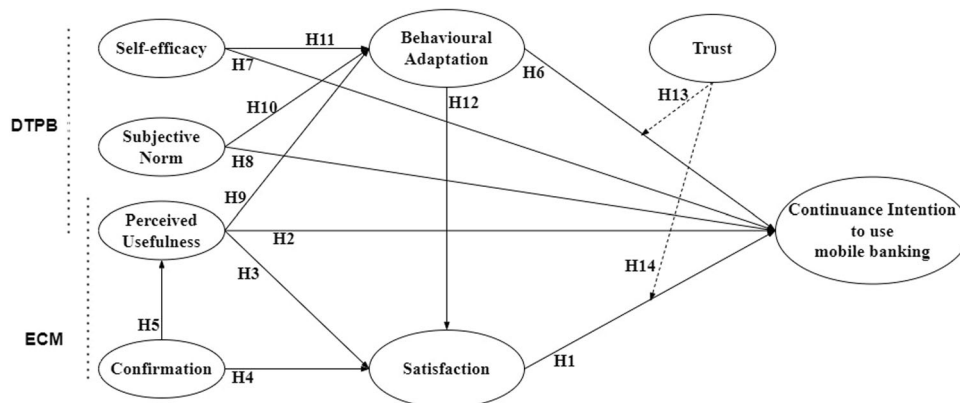 Self-efficacy
H11
Behavioural
Adaptation
Trust
H7
H6
H13
H10
H12
DTPB
Subjective
Norm
H8
H9
Perceived
Usefulness
H2
Continuance Intention
to use
mobile banking
H3
H14
H5
ECM
Confirmation
H4
Satisfaction
H1